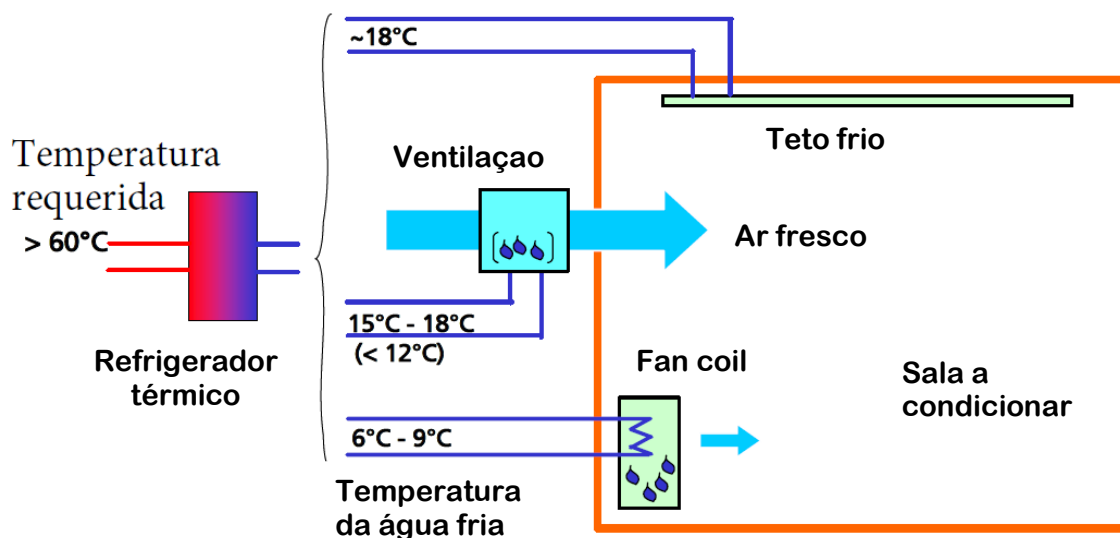 ~18°C
Teto frio
Temperatura
requerida
> 60°C
Ventilaçao
Ar fresco
15°C - 18°C
(< 12°C)
Refrigerador
térmico
Fan coil
Sala a
condicionar
6°C - 9°C
Temperatura
da água fria